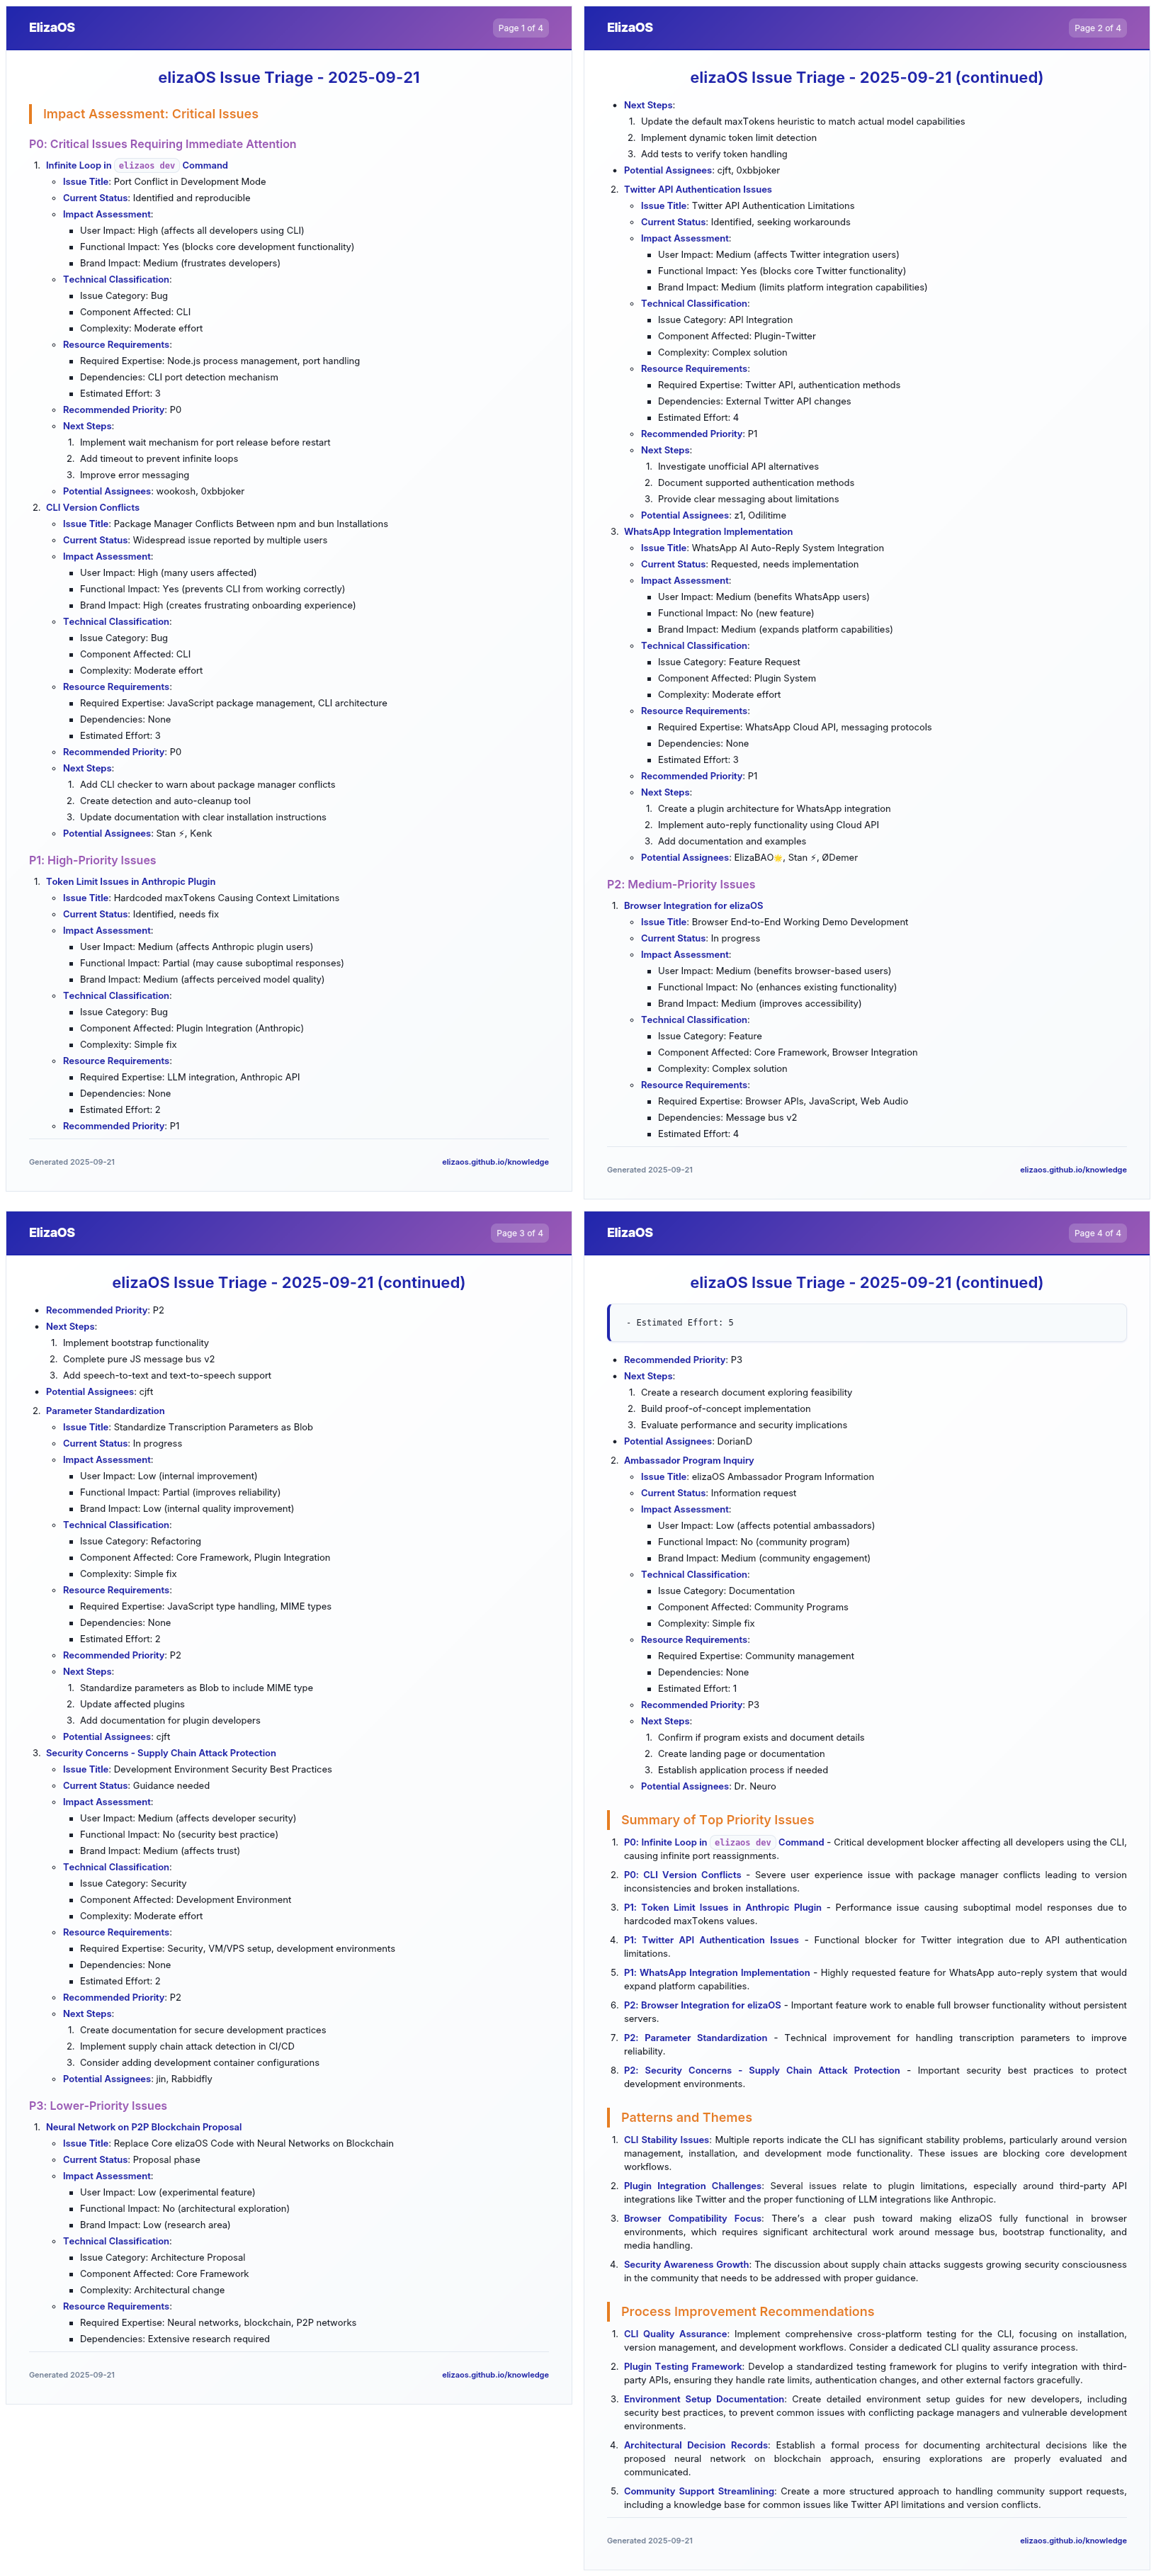 ElizaOS
Page 1 of 4
elizaOS Issue Triage - 2025-09-21
Impact Assessment: Critical Issues
P0: Critical Issues Requiring Immediate Attention
1. Infinite Loop in elizaos dev Command
◦ Issue Title: Port Conflict in Development Mode
◦ Current Status: Identified and reproducible
◦ Impact Assessment:
▪ User Impact: High (affects all developers using CLI)
▪ Functional Impact: Yes (blocks core development functionality)
▪ Brand Impact: Medium (frustrates developers)
◦ Technical Classification:
▪ Issue Category: Bug
▪ Component Affected: CLI
▪ Complexity: Moderate effort
◦ Resource Requirements:
▪ Required Expertise: Node.js process management, port handling
▪ Dependencies: CLI port detection mechanism
▪ Estimated Effort: 3
◦ Recommended Priority: P0
◦ Next Steps:
1. Implement wait mechanism for port release before restart
2. Add timeout to prevent infinite loops
3. Improve error messaging
◦ Potential Assignees: wookosh, 0xbbjoker
2. CLI Version Conflicts
◦ Issue Title: Package Manager Conflicts Between npm and bun Installations
◦ Current Status: Widespread issue reported by multiple users
◦ Impact Assessment:
▪ User Impact: High (many users affected)
▪ Functional Impact: Yes (prevents CLI from working correctly)
▪ Brand Impact: High (creates frustrating onboarding experience)
◦ Technical Classification:
▪ Issue Category: Bug
▪ Component Affected: CLI
▪ Complexity: Moderate effort
◦ Resource Requirements:
▪ Required Expertise: JavaScript package management, CLI architecture
▪ Dependencies: None
▪ Estimated Effort: 3
◦ Recommended Priority: P0
◦ Next Steps:
1. Add CLI checker to warn about package manager conflicts
2. Create detection and auto-cleanup tool
3. Update documentation with clear installation instructions
◦ Potential Assignees: Stan ⚡, Kenk
P1: High-Priority Issues
1. Token Limit Issues in Anthropic Plugin
◦ Issue Title: Hardcoded maxTokens Causing Context Limitations
◦ Current Status: Identified, needs fix
◦ Impact Assessment:
▪ User Impact: Medium (affects Anthropic plugin users)
▪ Functional Impact: Partial (may cause suboptimal responses)
▪ Brand Impact: Medium (affects perceived model quality)
◦ Technical Classification:
▪ Issue Category: Bug
▪ Component Affected: Plugin Integration (Anthropic)
▪ Complexity: Simple fix
◦ Resource Requirements:
▪ Required Expertise: LLM integration, Anthropic API
▪ Dependencies: None
▪ Estimated Effort: 2
◦ Recommended Priority: P1
Generated 2025-09-21
elizaos.github.io/knowledge
ElizaOS
Page 2 of 4
elizaOS Issue Triage - 2025-09-21 (continued)
• Next Steps:
1. Update the default maxTokens heuristic to match actual model capabilities
2. Implement dynamic token limit detection
3. Add tests to verify token handling
• Potential Assignees: cjft, 0xbbjoker
2. Twitter API Authentication Issues
◦ Issue Title: Twitter API Authentication Limitations
◦ Current Status: Identified, seeking workarounds
◦ Impact Assessment:
▪ User Impact: Medium (affects Twitter integration users)
▪ Functional Impact: Yes (blocks core Twitter functionality)
▪ Brand Impact: Medium (limits platform integration capabilities)
◦ Technical Classification:
▪ Issue Category: API Integration
▪ Component Affected: Plugin-Twitter
▪ Complexity: Complex solution
◦ Resource Requirements:
▪ Required Expertise: Twitter API, authentication methods
▪ Dependencies: External Twitter API changes
▪ Estimated Effort: 4
◦ Recommended Priority: P1
◦ Next Steps:
1. Investigate unofficial API alternatives
2. Document supported authentication methods
3. Provide clear messaging about limitations
◦ Potential Assignees: z1, Odilitime
3. WhatsApp Integration Implementation
◦ Issue Title: WhatsApp AI Auto-Reply System Integration
◦ Current Status: Requested, needs implementation
◦ Impact Assessment:
▪ User Impact: Medium (benefits WhatsApp users)
▪ Functional Impact: No (new feature)
▪ Brand Impact: Medium (expands platform capabilities)
◦ Technical Classification:
▪ Issue Category: Feature Request
▪ Component Affected: Plugin System
▪ Complexity: Moderate effort
◦ Resource Requirements:
▪ Required Expertise: WhatsApp Cloud API, messaging protocols
▪ Dependencies: None
▪ Estimated Effort: 3
◦ Recommended Priority: P1
◦ Next Steps:
1. Create a plugin architecture for WhatsApp integration
2. Implement auto-reply functionality using Cloud API
3. Add documentation and examples
◦ Potential Assignees: ElizaBAO🌟, Stan ⚡, ØDemer
P2: Medium-Priority Issues
1. Browser Integration for elizaOS
◦ Issue Title: Browser End-to-End Working Demo Development
◦ Current Status: In progress
◦ Impact Assessment:
▪ User Impact: Medium (benefits browser-based users)
▪ Functional Impact: No (enhances existing functionality)
▪ Brand Impact: Medium (improves accessibility)
◦ Technical Classification:
▪ Issue Category: Feature
▪ Component Affected: Core Framework, Browser Integration
▪ Complexity: Complex solution
◦ Resource Requirements:
▪ Required Expertise: Browser APIs, JavaScript, Web Audio
▪ Dependencies: Message bus v2
▪ Estimated Effort: 4
Generated 2025-09-21
elizaos.github.io/knowledge
ElizaOS
Page 3 of 4
elizaOS Issue Triage - 2025-09-21 (continued)
• Recommended Priority: P2
• Next Steps:
1. Implement bootstrap functionality
2. Complete pure JS message bus v2
3. Add speech-to-text and text-to-speech support
• Potential Assignees: cjft
2. Parameter Standardization
◦ Issue Title: Standardize Transcription Parameters as Blob
◦ Current Status: In progress
◦ Impact Assessment:
▪ User Impact: Low (internal improvement)
▪ Functional Impact: Partial (improves reliability)
▪ Brand Impact: Low (internal quality improvement)
◦ Technical Classification:
▪ Issue Category: Refactoring
▪ Component Affected: Core Framework, Plugin Integration
▪ Complexity: Simple fix
◦ Resource Requirements:
▪ Required Expertise: JavaScript type handling, MIME types
▪ Dependencies: None
▪ Estimated Effort: 2
◦ Recommended Priority: P2
◦ Next Steps:
1. Standardize parameters as Blob to include MIME type
2. Update affected plugins
3. Add documentation for plugin developers
◦ Potential Assignees: cjft
3. Security Concerns - Supply Chain Attack Protection
◦ Issue Title: Development Environment Security Best Practices
◦ Current Status: Guidance needed
◦ Impact Assessment:
▪ User Impact: Medium (affects developer security)
▪ Functional Impact: No (security best practice)
▪ Brand Impact: Medium (affects trust)
◦ Technical Classification:
▪ Issue Category: Security
▪ Component Affected: Development Environment
▪ Complexity: Moderate effort
◦ Resource Requirements:
▪ Required Expertise: Security, VM/VPS setup, development environments
▪ Dependencies: None
▪ Estimated Effort: 2
◦ Recommended Priority: P2
◦ Next Steps:
1. Create documentation for secure development practices
2. Implement supply chain attack detection in CI/CD
3. Consider adding development container configurations
◦ Potential Assignees: jin, Rabbidfly
P3: Lower-Priority Issues
1. Neural Network on P2P Blockchain Proposal
◦ Issue Title: Replace Core elizaOS Code with Neural Networks on Blockchain
◦ Current Status: Proposal phase
◦ Impact Assessment:
▪ User Impact: Low (experimental feature)
▪ Functional Impact: No (architectural exploration)
▪ Brand Impact: Low (research area)
◦ Technical Classification:
▪ Issue Category: Architecture Proposal
▪ Component Affected: Core Framework
▪ Complexity: Architectural change
◦ Resource Requirements:
▪ Required Expertise: Neural networks, blockchain, P2P networks
▪ Dependencies: Extensive research required
Generated 2025-09-21
elizaos.github.io/knowledge
ElizaOS
Page 4 of 4
elizaOS Issue Triage - 2025-09-21 (continued)
- Estimated Effort: 5
• Recommended Priority: P3
• Next Steps:
1. Create a research document exploring feasibility
2. Build proof-of-concept implementation
3. Evaluate performance and security implications
• Potential Assignees: DorianD
2. Ambassador Program Inquiry
◦ Issue Title: elizaOS Ambassador Program Information
◦ Current Status: Information request
◦ Impact Assessment:
▪ User Impact: Low (affects potential ambassadors)
▪ Functional Impact: No (community program)
▪ Brand Impact: Medium (community engagement)
◦ Technical Classification:
▪ Issue Category: Documentation
▪ Component Affected: Community Programs
▪ Complexity: Simple fix
◦ Resource Requirements:
▪ Required Expertise: Community management
▪ Dependencies: None
▪ Estimated Effort: 1
◦ Recommended Priority: P3
◦ Next Steps:
1. Confirm if program exists and document details
2. Create landing page or documentation
3. Establish application process if needed
◦ Potential Assignees: Dr. Neuro
Summary of Top Priority Issues
1. P0: Infinite Loop in elizaos dev Command - Critical development blocker affecting all developers using the CLI,
causing infinite port reassignments.
2. P0: CLI Version Conflicts - Severe user experience issue with package manager conflicts leading to version
inconsistencies and broken installations.
3. P1: Token Limit Issues in Anthropic Plugin - Performance issue causing suboptimal model responses due to
hardcoded maxTokens values.
4. P1: Twitter API Authentication Issues - Functional blocker for Twitter integration due to API authentication
limitations.
5. P1: WhatsApp Integration Implementation - Highly requested feature for WhatsApp auto-reply system that would
expand platform capabilities.
6. P2: Browser Integration for elizaOS - Important feature work to enable full browser functionality without persistent
servers.
7. P2: Parameter Standardization - Technical improvement for handling transcription parameters to improve
reliability.
8. P2: Security Concerns - Supply Chain Attack Protection - Important security best practices to protect
development environments.
Patterns and Themes
1. CLI Stability Issues: Multiple reports indicate the CLI has significant stability problems, particularly around version
management, installation, and development mode functionality. These issues are blocking core development
workflows.
2. Plugin Integration Challenges: Several issues relate to plugin limitations, especially around third-party API
integrations like Twitter and the proper functioning of LLM integrations like Anthropic.
3. Browser Compatibility Focus: There's a clear push toward making elizaOS fully functional in browser
environments, which requires significant architectural work around message bus, bootstrap functionality, and
media handling.
4. Security Awareness Growth: The discussion about supply chain attacks suggests growing security consciousness
in the community that needs to be addressed with proper guidance.
Process Improvement Recommendations
1. CLI Quality Assurance: Implement comprehensive cross-platform testing for the CLI, focusing on installation,
version management, and development workflows. Consider a dedicated CLI quality assurance process.
2. Plugin Testing Framework: Develop a standardized testing framework for plugins to verify integration with third-
party APIs, ensuring they handle rate limits, authentication changes, and other external factors gracefully.
3. Environment Setup Documentation: Create detailed environment setup guides for new developers, including
security best practices, to prevent common issues with conflicting package managers and vulnerable development
environments.
4. Architectural Decision Records: Establish a formal process for documenting architectural decisions like the
proposed neural network on blockchain approach, ensuring explorations are properly evaluated and
communicated.
5. Community Support Streamlining: Create a more structured approach to handling community support requests,
including a knowledge base for common issues like Twitter API limitations and version conflicts.
Generated 2025-09-21
elizaos.github.io/knowledge